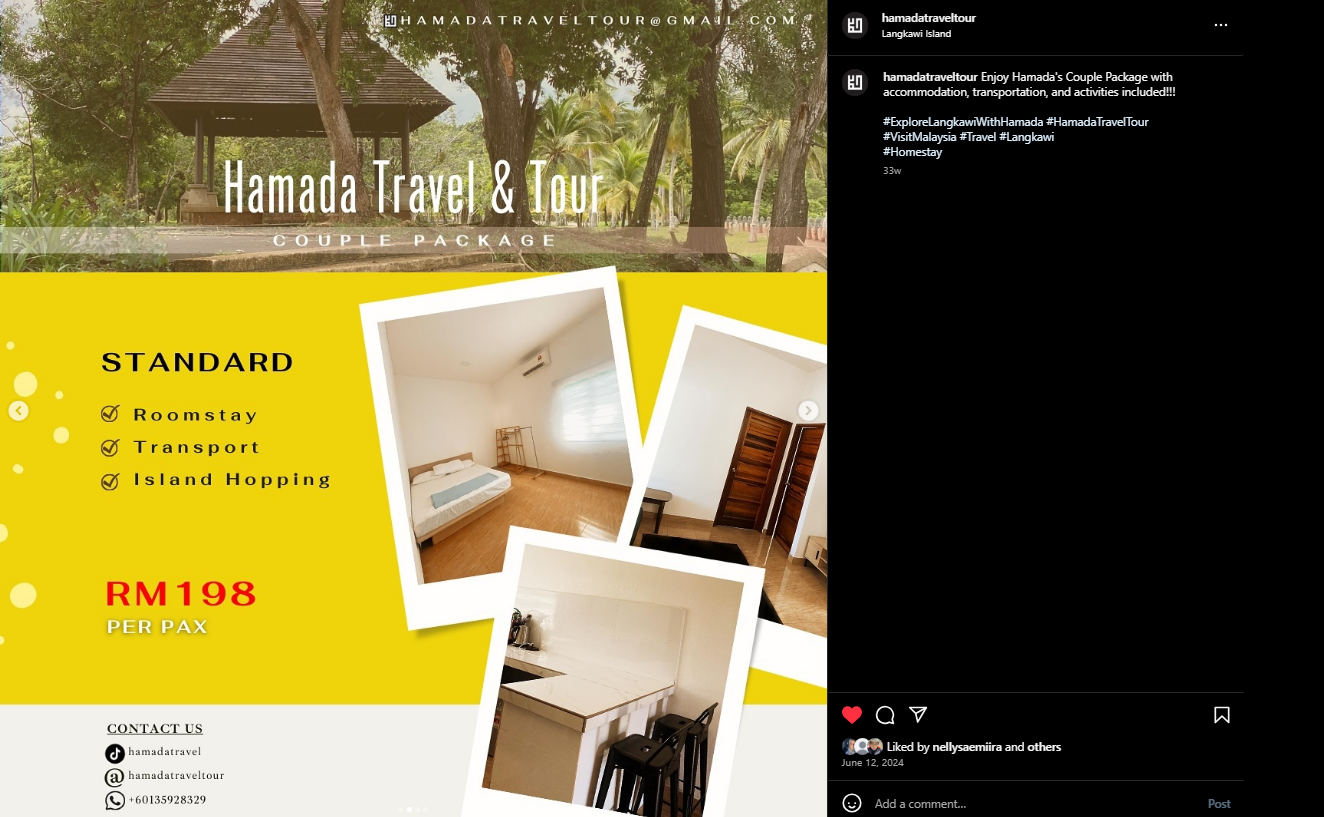 HAMADATRAVELTOUR@GMAIL.COM
Hamada Travel & Tour
COUPLE PACKAGE
STANDARD
Roomstay
Transport
Island Hopping
RM198
PER PAX
CONTACT US
hamadatravel
hamadatraveltour
+60135928329
hamadatraveltour
Langkawi Island
hamadatraveltour Enjoy Hamada's Couple Package with
accommodation, transportation, and activities included!!!
#ExploreLangkawiWithHamada #HamadaTravelTour
#VisitMalaysia #Travel #Langkawi
#Homestay
33w
Liked by nellysaemiira and others
June 12, 2024
Add a comment...
Post